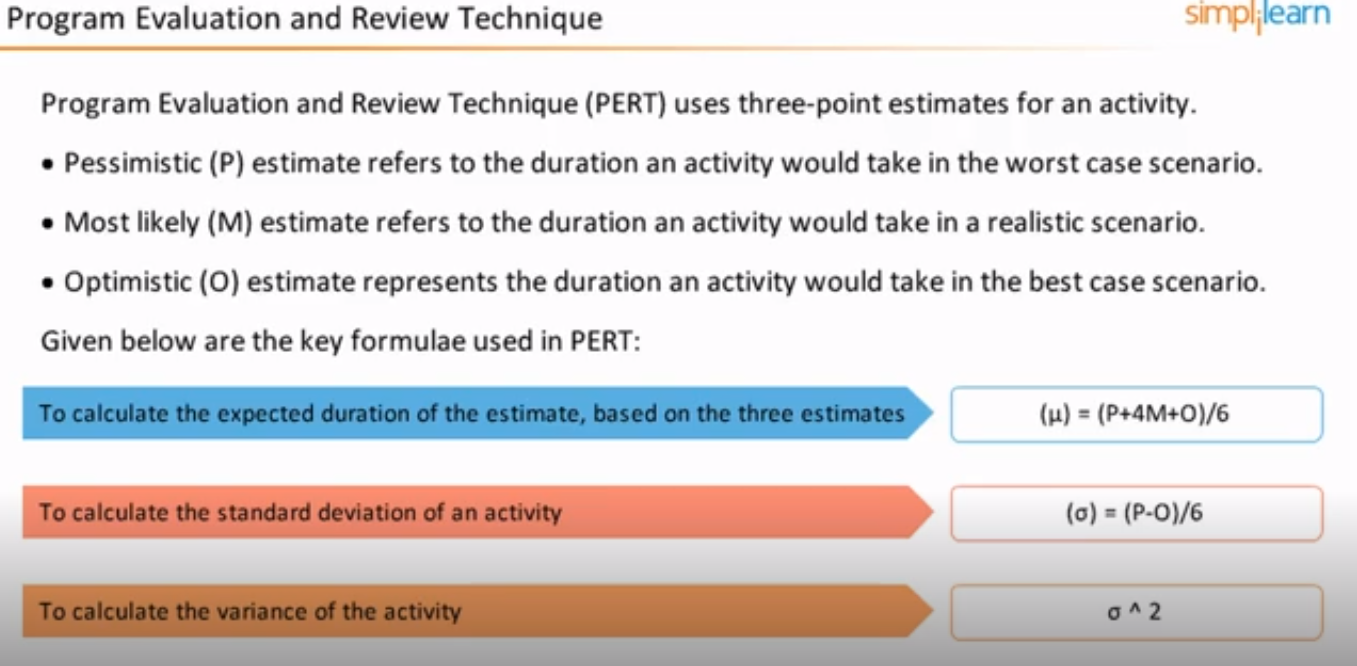 Program Evaluation and Review Technique
simplilearn
Program Evaluation and Review Technique (PERT) uses three-point estimates for an activity.
• Pessimistic (P) estimate refers to the duration an activity would take in the worst case scenario.
• Most likely (M) estimate refers to the duration an activity would take in a realistic scenario.
• Optimistic (O) estimate represents the duration an activity would take in the best case scenario.
Given below are the key formulae used in PERT:
To calculate the expected duration of the estimate, based on the three estimates
(μ) = (P+4M+O)/6
To calculate the standard deviation of an activity
(σ) = (P-O)/6
To calculate the variance of the activity
σ ^ 2